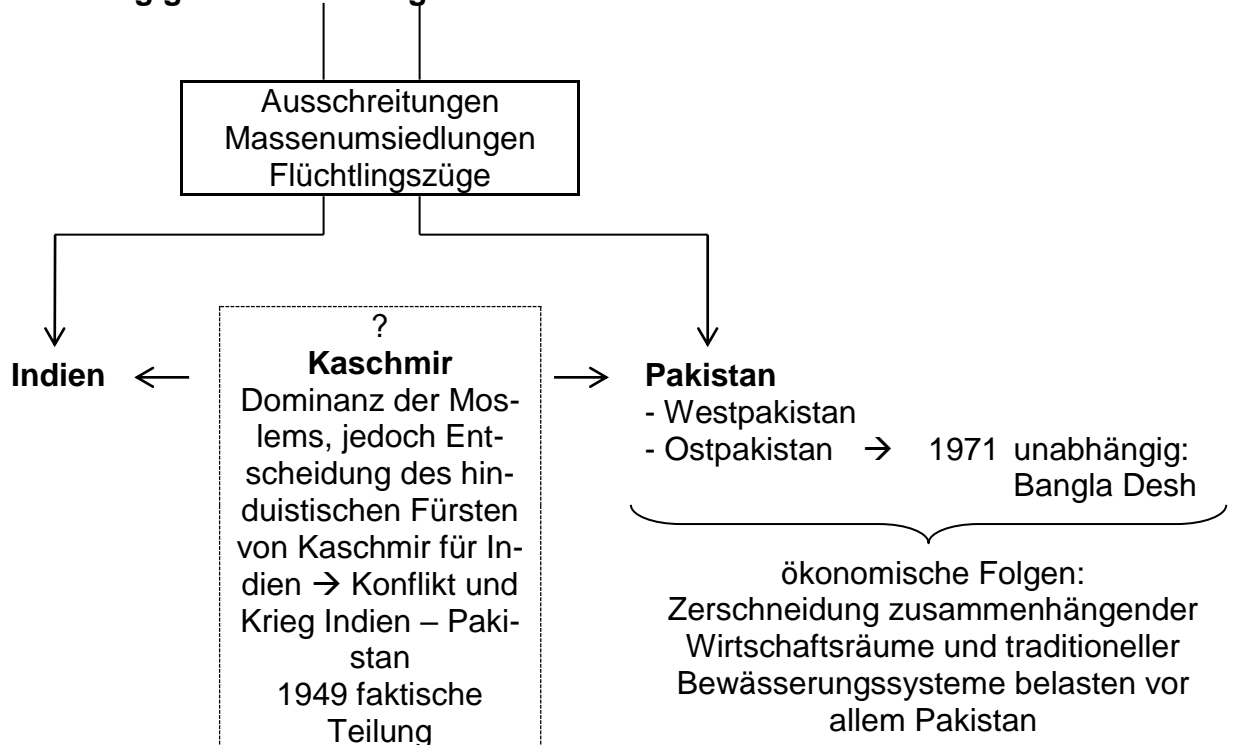 Ausschreitungen
Massenumsiedlungen
Flüchtlingszüge
?
Kaschmir
Dominanz der Mos-
lems, jedoch Ent-
scheidung des hin-
duistischen Fürsten
von Kaschmir für In-
dien → Konflikt und
Krieg Indien – Paki-
stan
1949 faktische
Teilung
Indien
Pakistan
- Westpakistan
- Ostpakistan → 1971 unabhängig:
Bangla Desh
ökonomische Folgen:
Zerschneidung zusammenhängender
Wirtschaftsräume und traditioneller
Bewässerungssysteme belasten vor
allem Pakistan